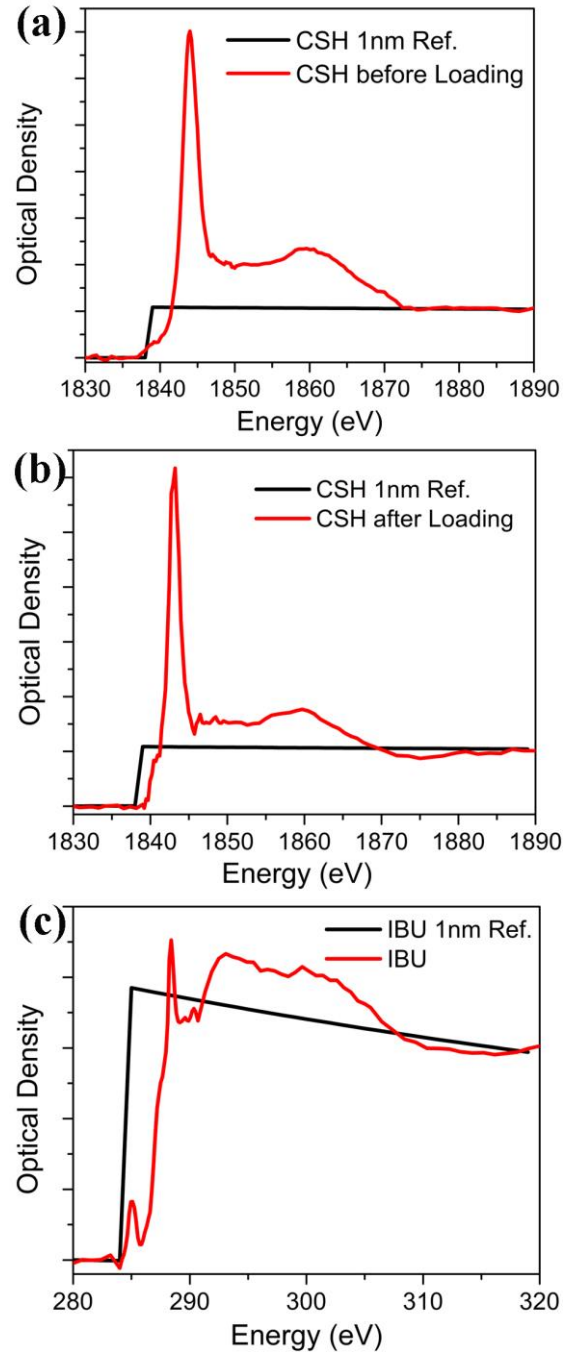 (a)
CSH 1nm Ref.
CSH before Loading
Optical Density
1830 1840 1850 1860 1870 1880 1890
Energy (eV)
(b)
CSH 1nm Ref.
CSH after Loading
Optical Density
1830 1840 1850 1860 1870 1880 1890
Energy (eV)
(c)
IBU 1nm Ref.
IBU
Optical Density
280 290 300 310 320
Energy (eV)